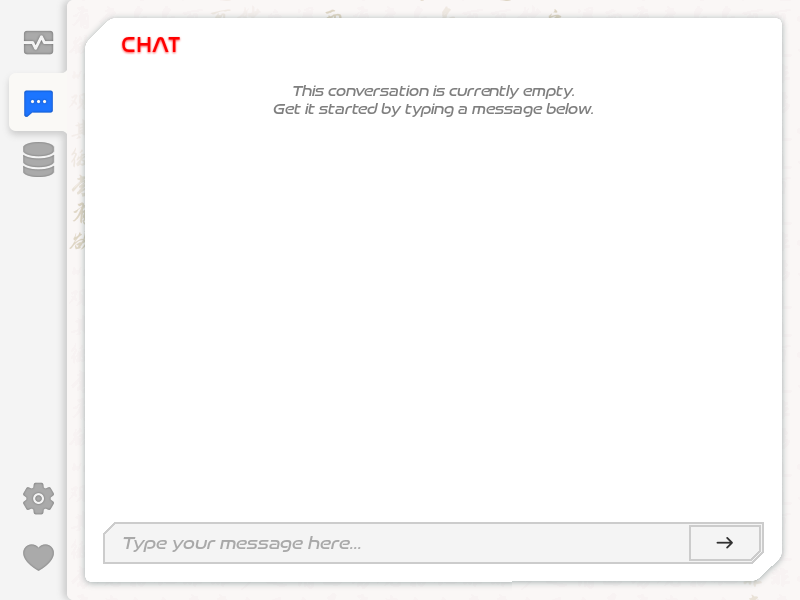 CHAT
This conversation is currently empty.
Get it started by typing a message below.
Type your message here...